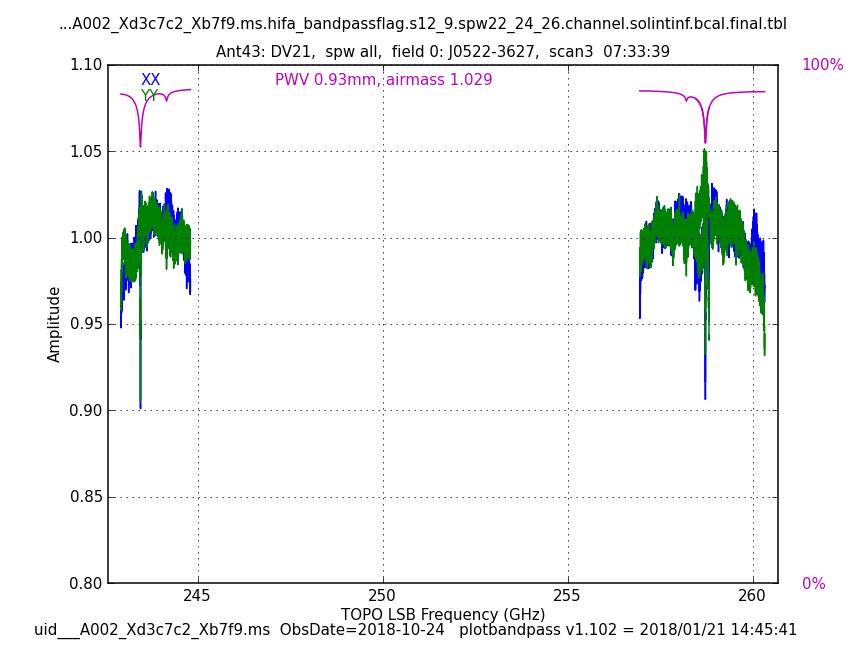 ...A002_Xd3c7c2_Xb7f9.ms.hifa_bandpassflag.s12_9.spw22_24_26.channel.solintinf.bcal.final.tbl
Ant43: DV21,  spw all,  field 0: J0522-3627,  scan3  07:33:39
1.10
100%
XX
PWV 0.93mm, airmass 1.029
YY
1.05
1.00
0.95
Amplitude
0.90
0.85
0.80
0%
245
250
255
260
TOPO LSB Frequency (GHz)
uid___A002_Xd3c7c2_Xb7f9.ms  ObsDate=2018-10-24   plotbandpass v1.102 = 2018/01/21 14:45:41